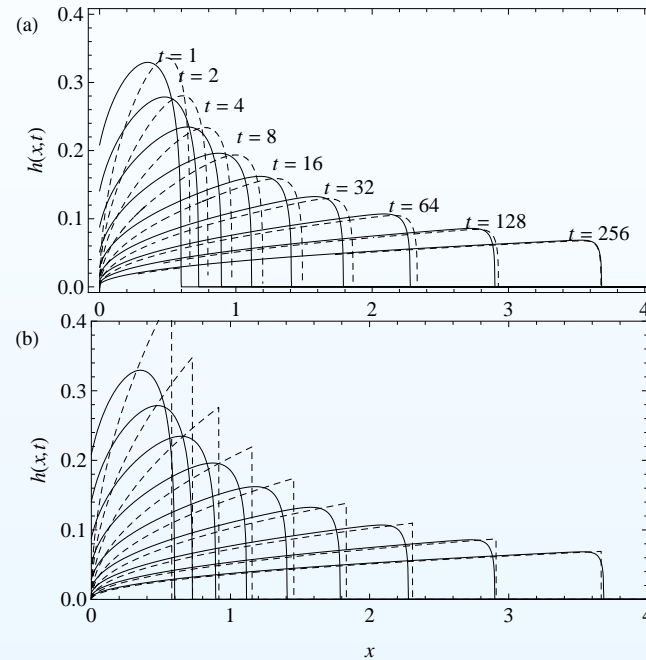 (a)
0.4
0.3
0.2
0.1
0.0
h(x,t)
t = 1
t = 2
t = 4
t = 8
t = 16
t = 32
t = 64
t = 128
t = 256
0 1 2 3 4
(b)
0.4
0.3
0.2
0.1
0.0
h(x,t)
0 1 2 3 4
x